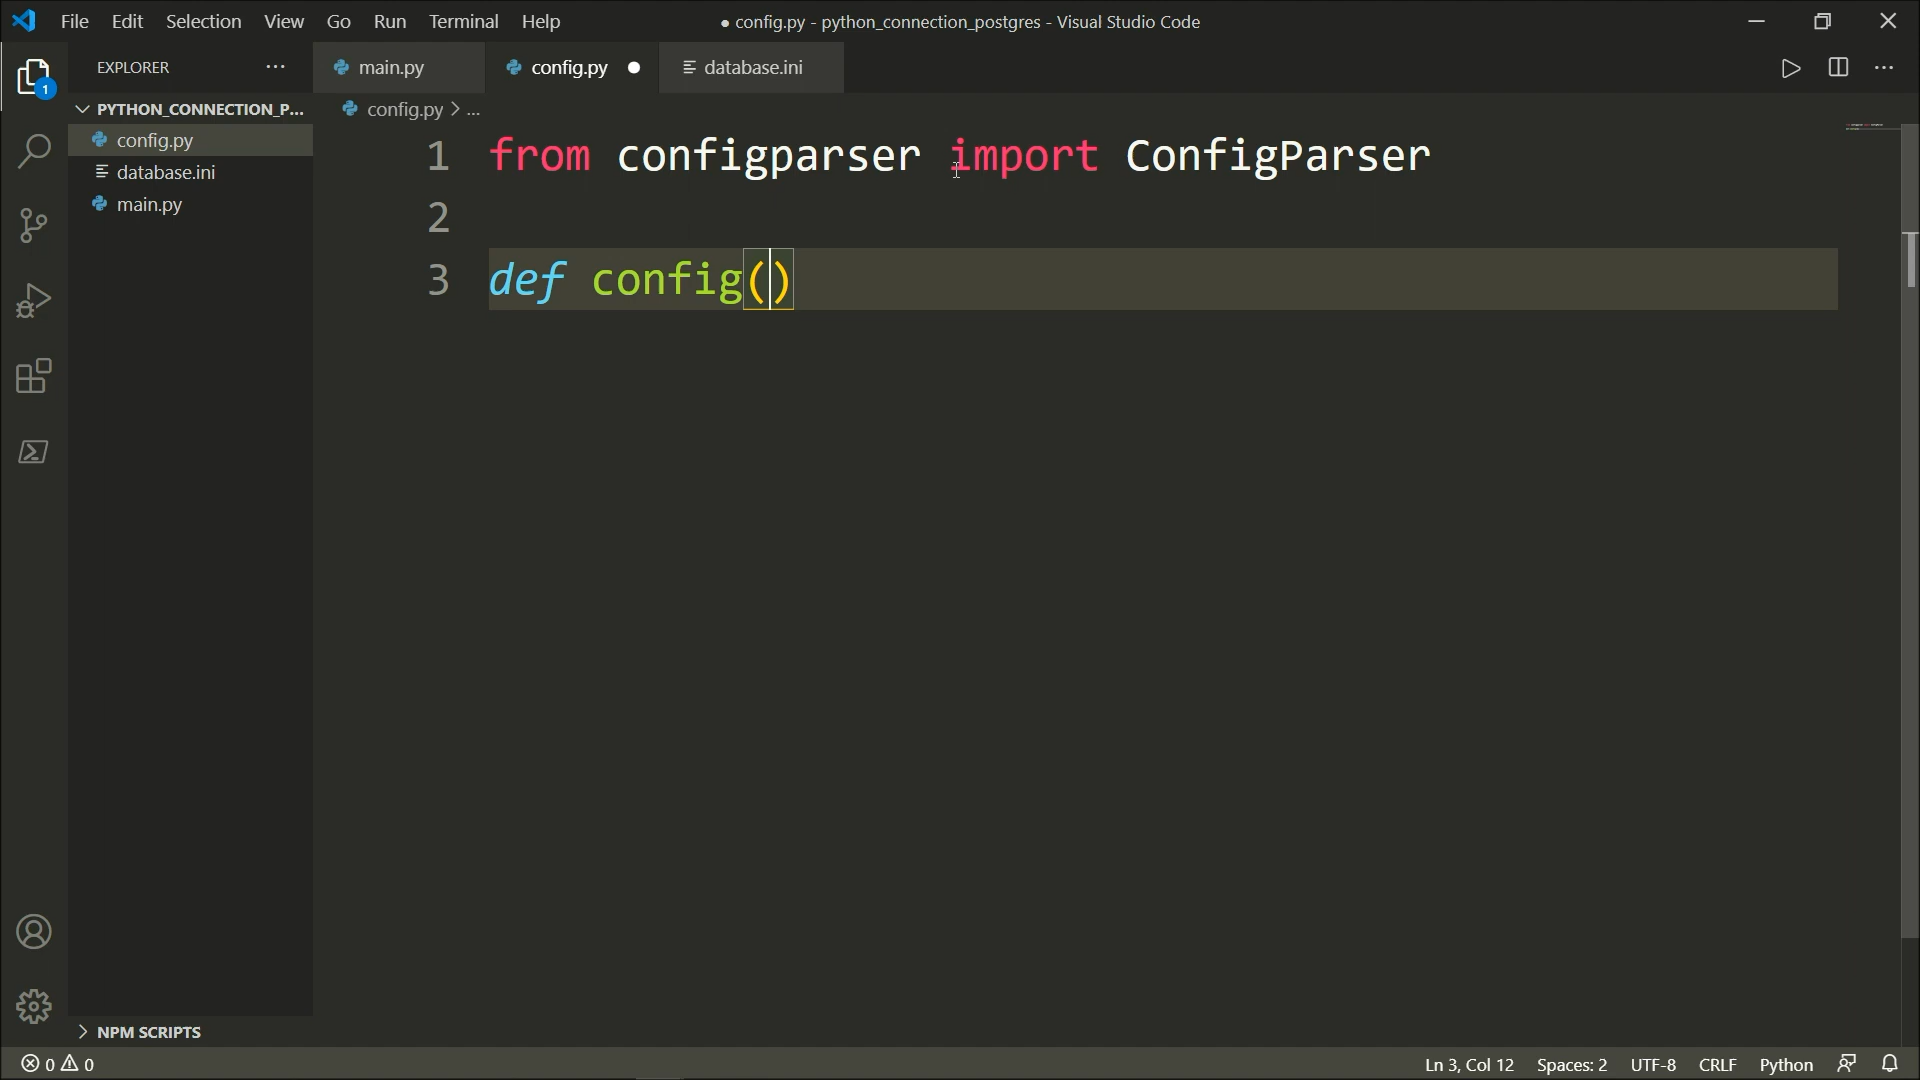 File Edit Selection View Go Run Terminal Help
● config.py - python_connection_postgres - Visual Studio Code
EXPLORER
PYTHON_CONNECTION_P...
config.py
database.ini
main.py
NPM SCRIPTS
main.py
config.py
database.ini
config.py > ...
1 from configparser import ConfigParser
2
3 def config()
1
0 0
Ln 3, Col 12 Spaces: 2 UTF-8 CRLF Python